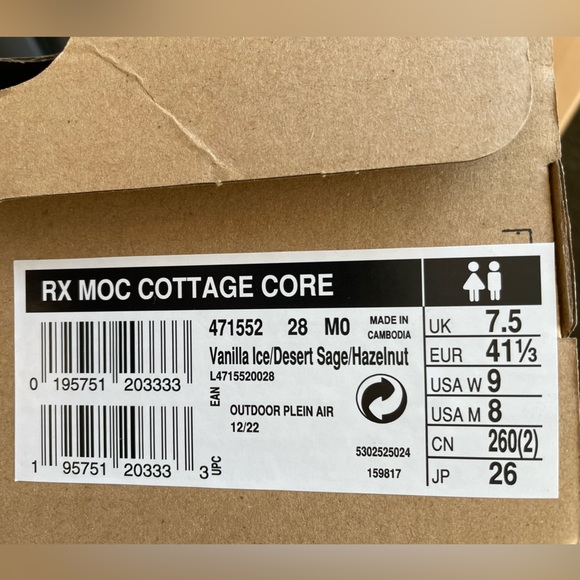 RX MOC COTTAGE CORE
471552 28 M0 MADE IN CAMBODIA
Vanilla Ice/Desert Sage/Hazelnut
L4715520028
0 195751 203333
EAN
OUTDOOR PLEIN AIR
12/22
5302525024
159817
1 95751 20333 3
UPC
UK 7.5
EUR 41⅓
USA W 9
USA M 8
CN 260(2)
JP 26